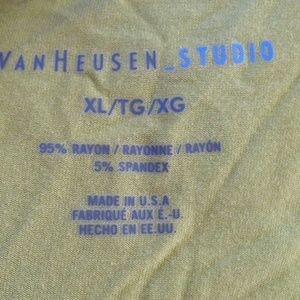 VANHEUSEN_STUDIO
XL/TG/XG
95% RAYON / RAYONNE / RAYÓN
5% SPANDEX
MADE IN U.S.A
FABRIQUÉ AUX É.-U.
HECHO EN EE.UU.